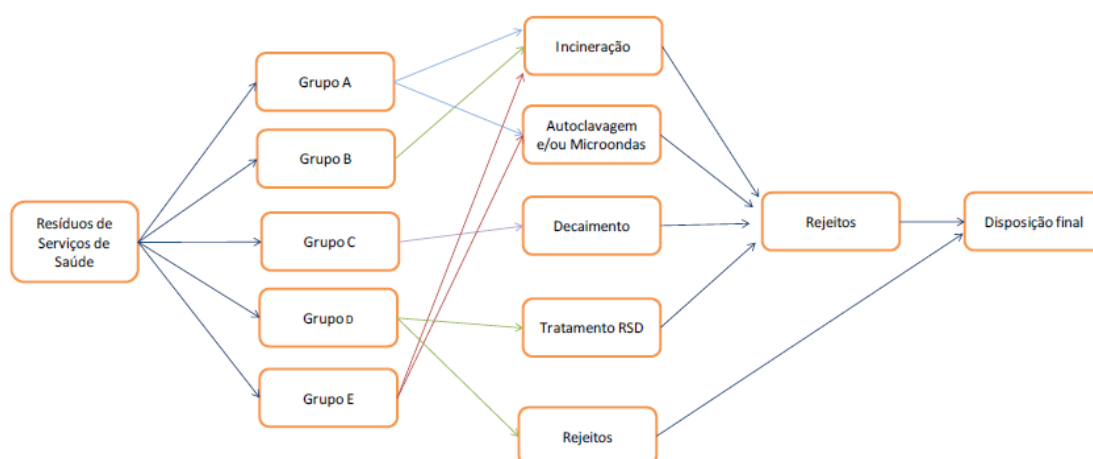 Resíduos de
Serviços de
Saúde
Grupo A
Grupo B
Grupo C
Grupo D
Grupo E
Incineração
Autoclavagem
e/ou Microondas
Decaimento
Tratamento RSD
Rejeitos
Rejeitos
Disposição final